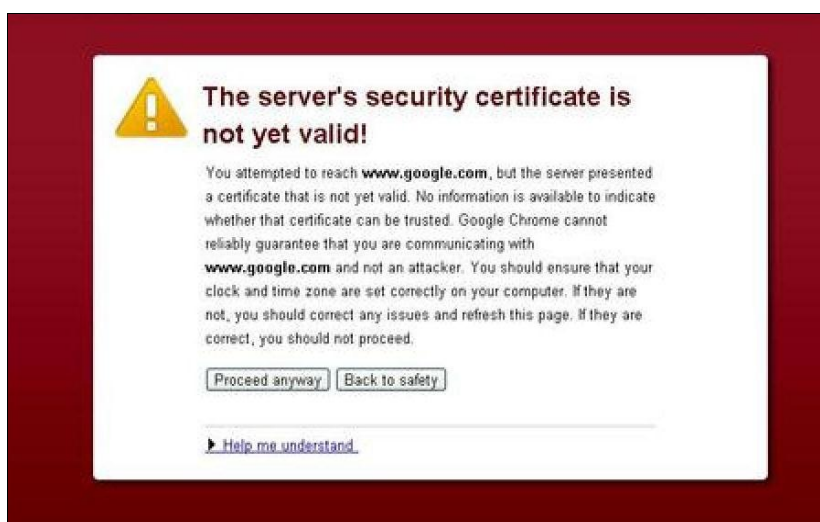 The server's security certificate is
not yet valid!
You attempted to reach www.google.com, but the server presented
a certificate that is not yet valid. No information is available to indicate
whether that certificate can be trusted. Google Chrome cannot
reliably guarantee that you are communicating with
www.google.com and not an attacker. You should ensure that your
clock and time zone are set correctly on your computer. If they are
not, you should correct any issues and refresh this page. If they are
correct, you should not proceed.
Proceed anyway Back to safety
Help me understand